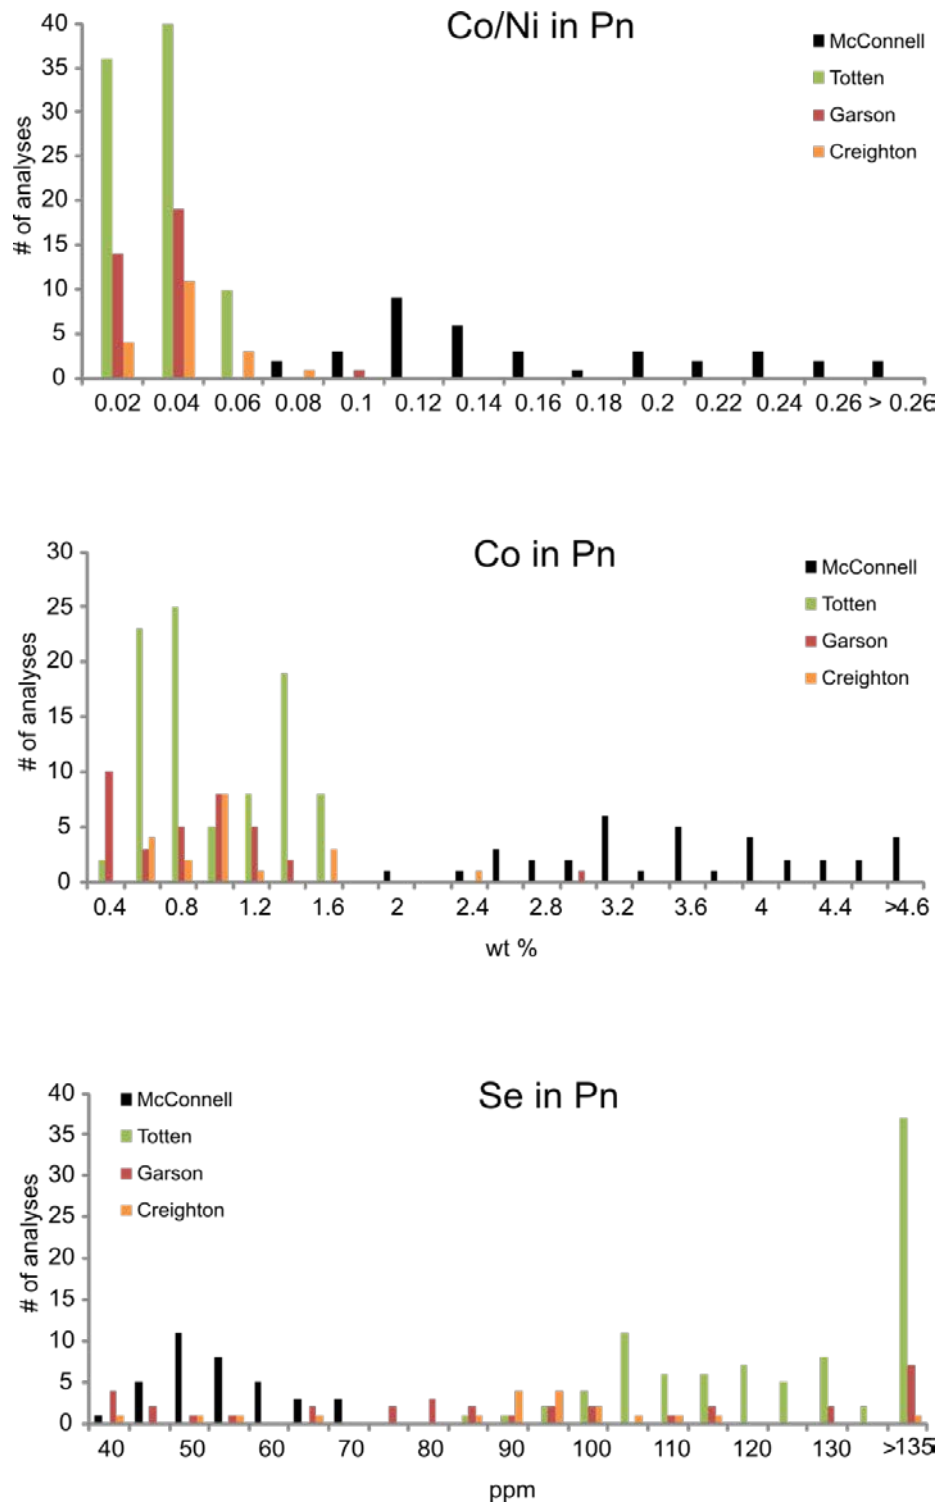 Co/Ni in Pn
# of analyses
40
35
30
25
20
15
10
5
0
McConnell
Totten
Garson
Creighton
0.02 0.04 0.06 0.08 0.1 0.12 0.14 0.16 0.18 0.2 0.22 0.24 0.26 > 0.26
Co in Pn
# of analyses
30
25
20
15
10
5
0
McConnell
Totten
Garson
Creighton
0.4 0.8 1.2 1.6 2 2.4 2.8 3.2 3.6 4 4.4 >4.6
wt %
Se in Pn
# of analyses
40
35
30
25
20
15
10
5
0
McConnell
Totten
Garson
Creighton
40 50 60 70 80 90 100 110 120 130 >135
ppm